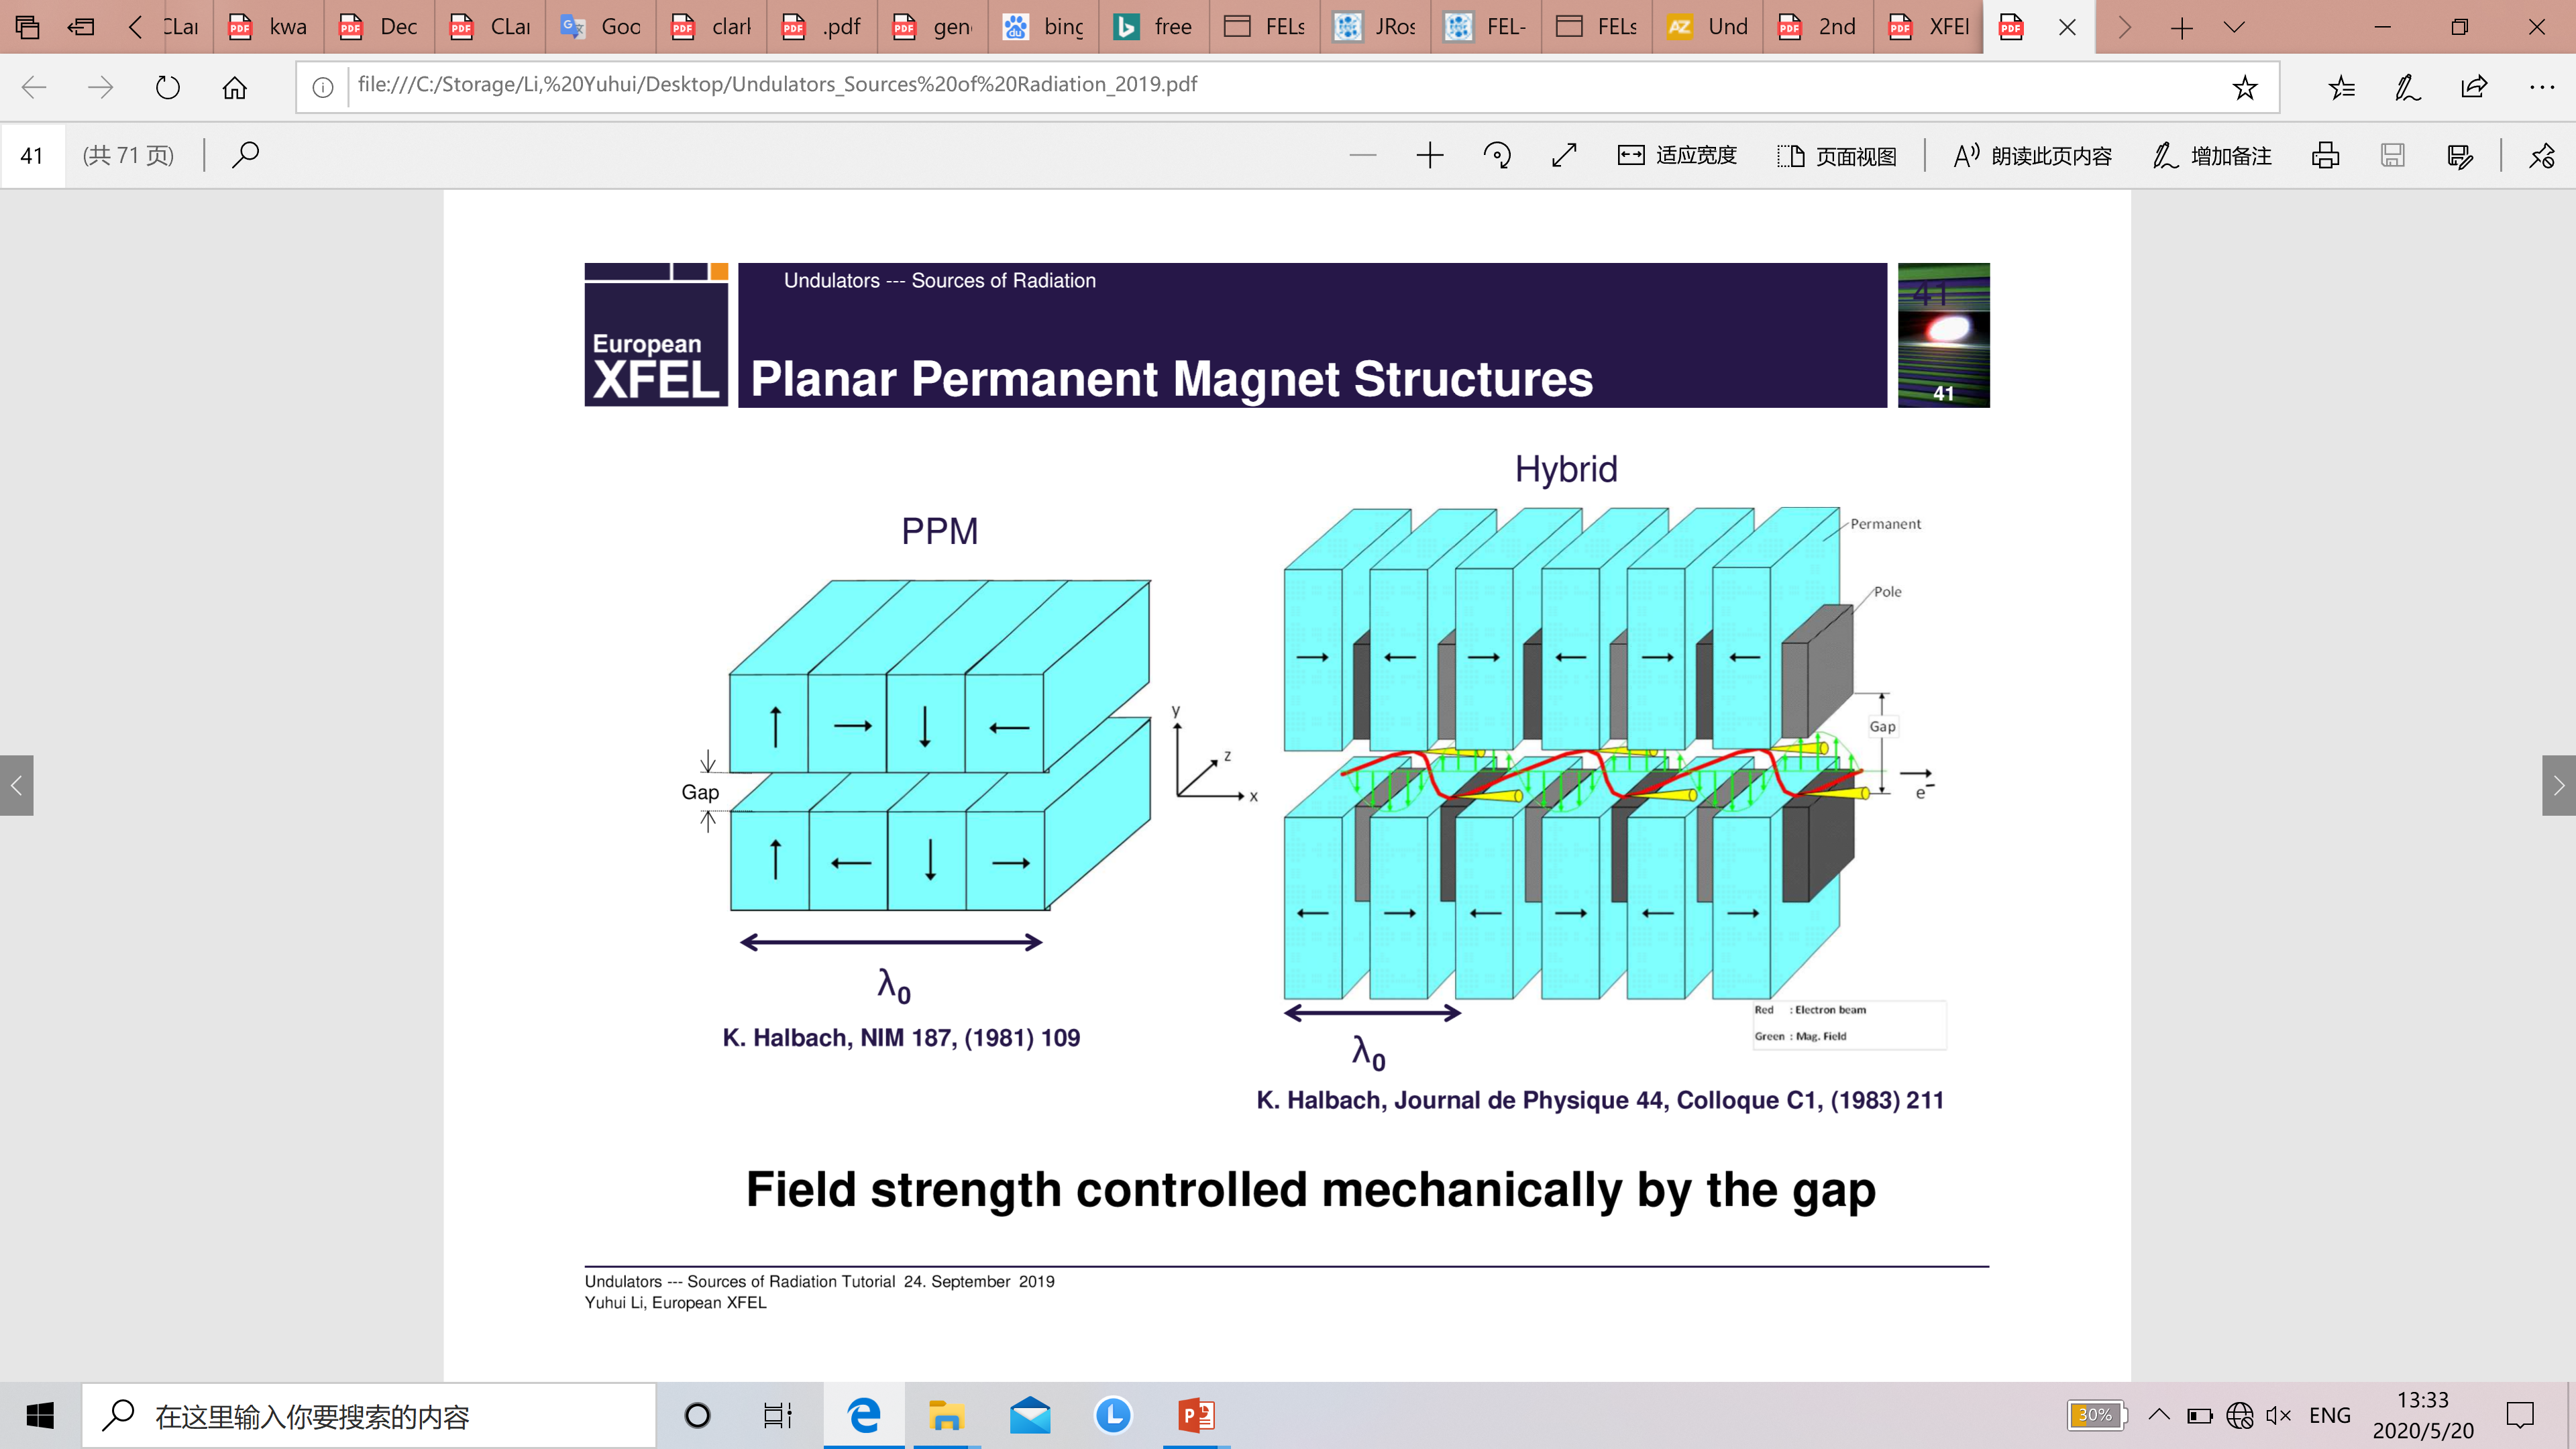 CLar
kwa
Dec
CLar
Goo
clarl
.pdf
gen
bing
free
FELs
JRos
FEL-
FELs
Und
2nd
XFEI
file:///C:/Storage/Li,%20Yuhui/Desktop/Undulators_Sources%20of%20Radiation_2019.pdf
41 (共 71 页)
适应宽度
页面视图
朗读此页内容
增加备注
Undulators --- Sources of Radiation
41
European
XFEL
Planar Permanent Magnet Structures
41
Hybrid
PPM
Permanent
Pole
Gap
e⁻
Gap
y
z
x
λ₀
K. Halbach, NIM 187, (1981) 109
Red : Electron beam
Green : Mag. Field
λ₀
K. Halbach, Journal de Physique 44, Colloque C1, (1983) 211
Field strength controlled mechanically by the gap
Undulators --- Sources of Radiation Tutorial 24. September 2019
Yuhui Li, European XFEL
在这里输入你要搜索的内容
30%
ENG
13:33
2020/5/20